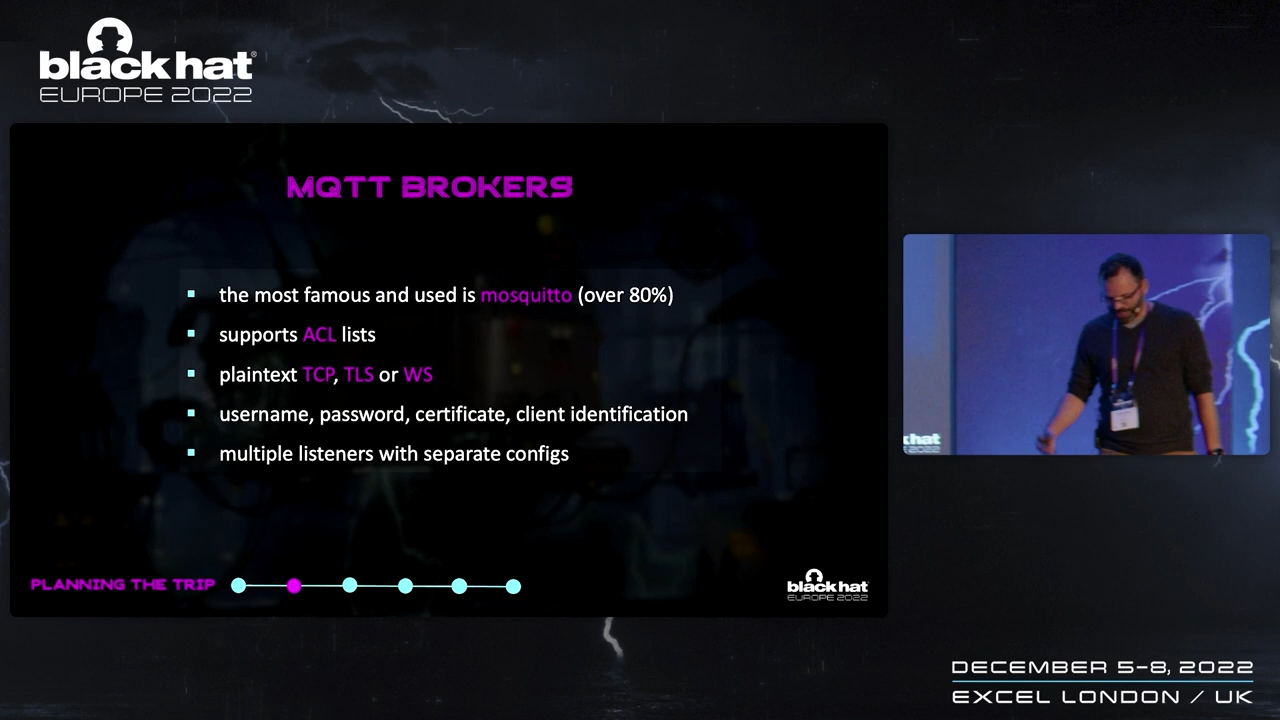 black hat®
EUROPE 2022
MQTT BROKERS
the most famous and used is mosquitto (over 80%)
supports ACL lists
plaintext TCP, TLS or WS
username, password, certificate, client identification
multiple listeners with separate configs
PLANNING THE TRIP
black hat
EUROPE 2022
k hat
2022
DECEMBER 5-8, 2022
EXCEL LONDON / UK